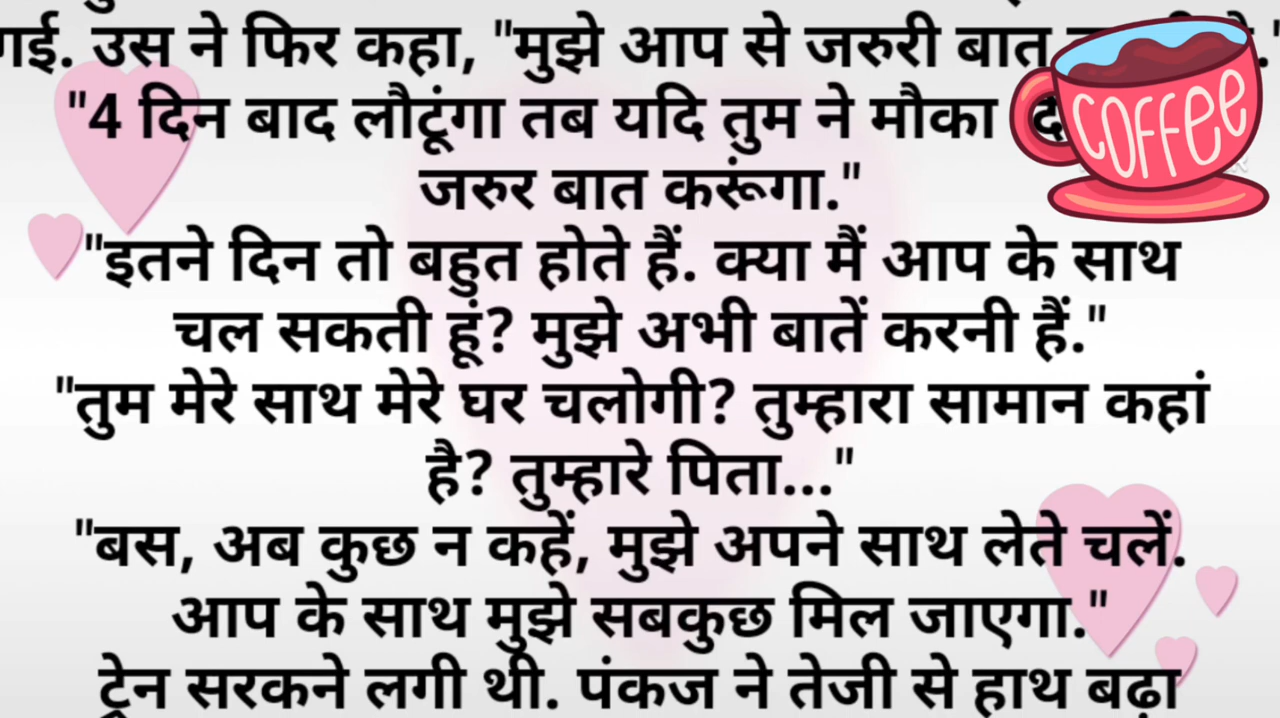 गई. उस ने फिर कहा, "मुझे आप से जरुरी बात
"4 दिन बाद लौटूंगा तब यदि तुम ने मौका
जरुर बात करूंगा."
"इतने दिन तो बहुत होते हैं. क्या मैं आप के साथ
चल सकती हूं? मुझे अभी बातें करनी हैं."
"तुम मेरे साथ मेरे घर चलोगी? तुम्हारा सामान कहां
है? तुम्हारे पिता..."
"बस, अब कुछ न कहें, मुझे अपने साथ लेते चलें.
आप के साथ मुझे सबकुछ मिल जाएगा."
ट्रेन सरकने लगी थी. पंकज ने तेजी से हाथ बढ़ा
COFFEE